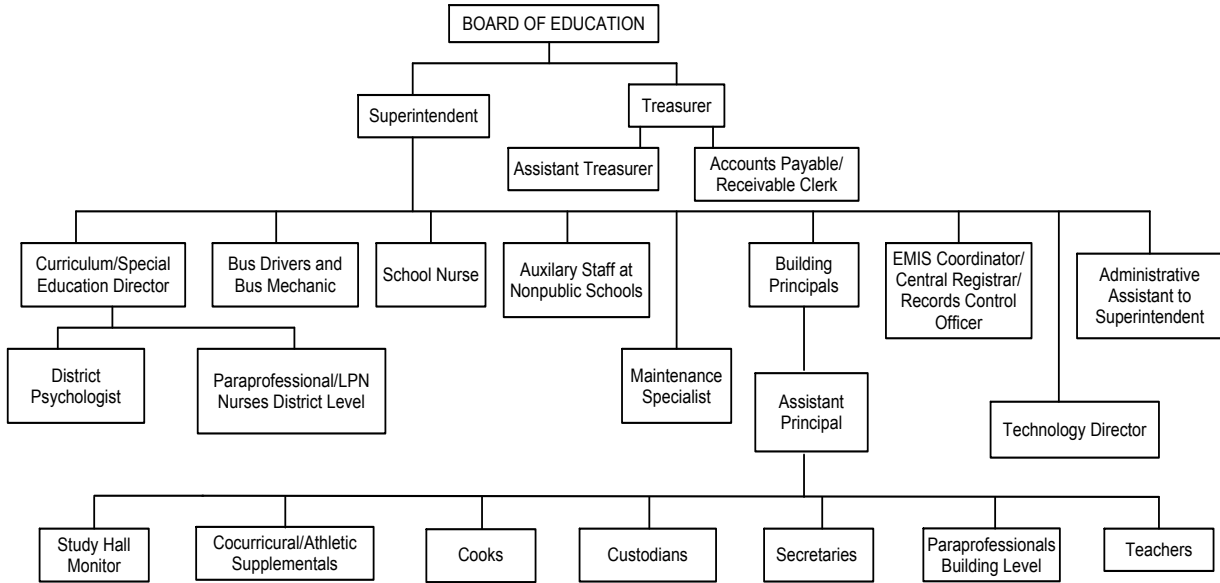 BOARD OF EDUCATION
Superintendent
Treasurer
Assistant Treasurer
Accounts Payable/
Receivable Clerk
Curriculum/Special
Education Director
Bus Drivers and
Bus Mechanic
School Nurse
Auxilary Staff at
Nonpublic Schools
Building
Principals
EMIS Coordinator/
Central Registrar/
Records Control
Officer
Administrative
Assistant to
Superintendent
District
Psychologist
Paraprofessional/LPN
Nurses District Level
Maintenance
Specialist
Assistant
Principal
Technology Director
Study Hall
Monitor
Cocurricural/Athletic
Supplementals
Cooks
Custodians
Secretaries
Paraprofessionals
Building Level
Teachers